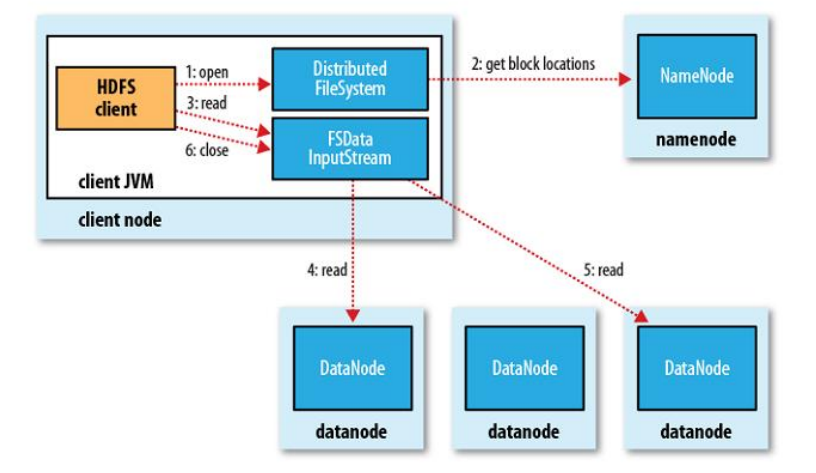 1: open
Distributed
FileSystem
2: get block locations
NameNode
HDFS
client
3: read
FSData
InputStream
6: close
namenode
client JVM
client node
4: read
5: read
DataNode
DataNode
DataNode
datanode
datanode
datanode